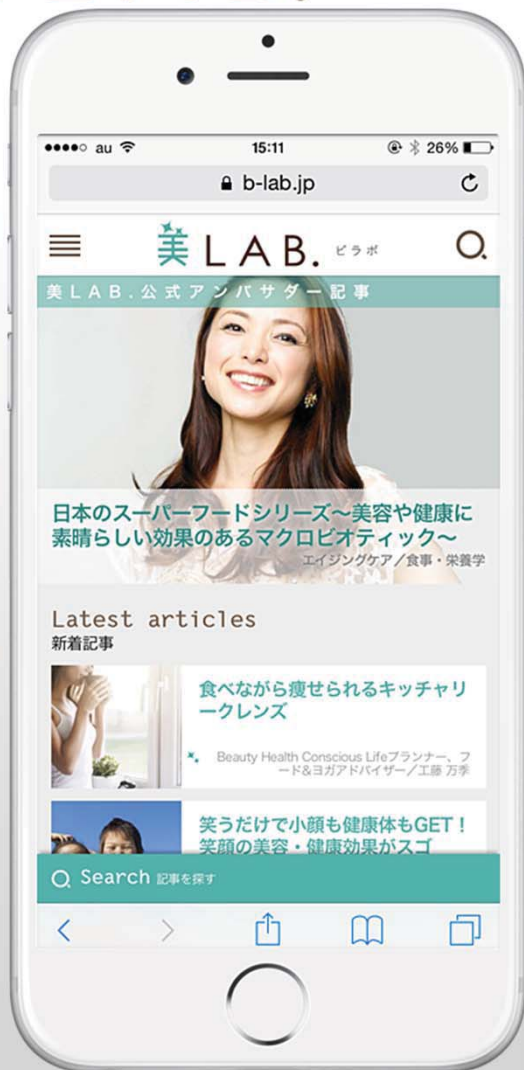 au 15:11 26%
b-lab.jp
美LAB. ビラボ
美LAB.公式アンバサダー記事
日本のスーパーフードシリーズ〜美容や健康に
素晴らしい効果のあるマクロビオティック〜
エイジングケア/食事・栄養学
Latest articles
新着記事
食べながら痩せられるキッチャリ
ークレンズ
Beauty Health Conscious Lifeプランナー、フ
ード&ヨガアドバイザー/工藤 万季
笑うだけで小顔も健康体もGET!
笑顔の美容・健康効果がスゴ
Search 記事を探す